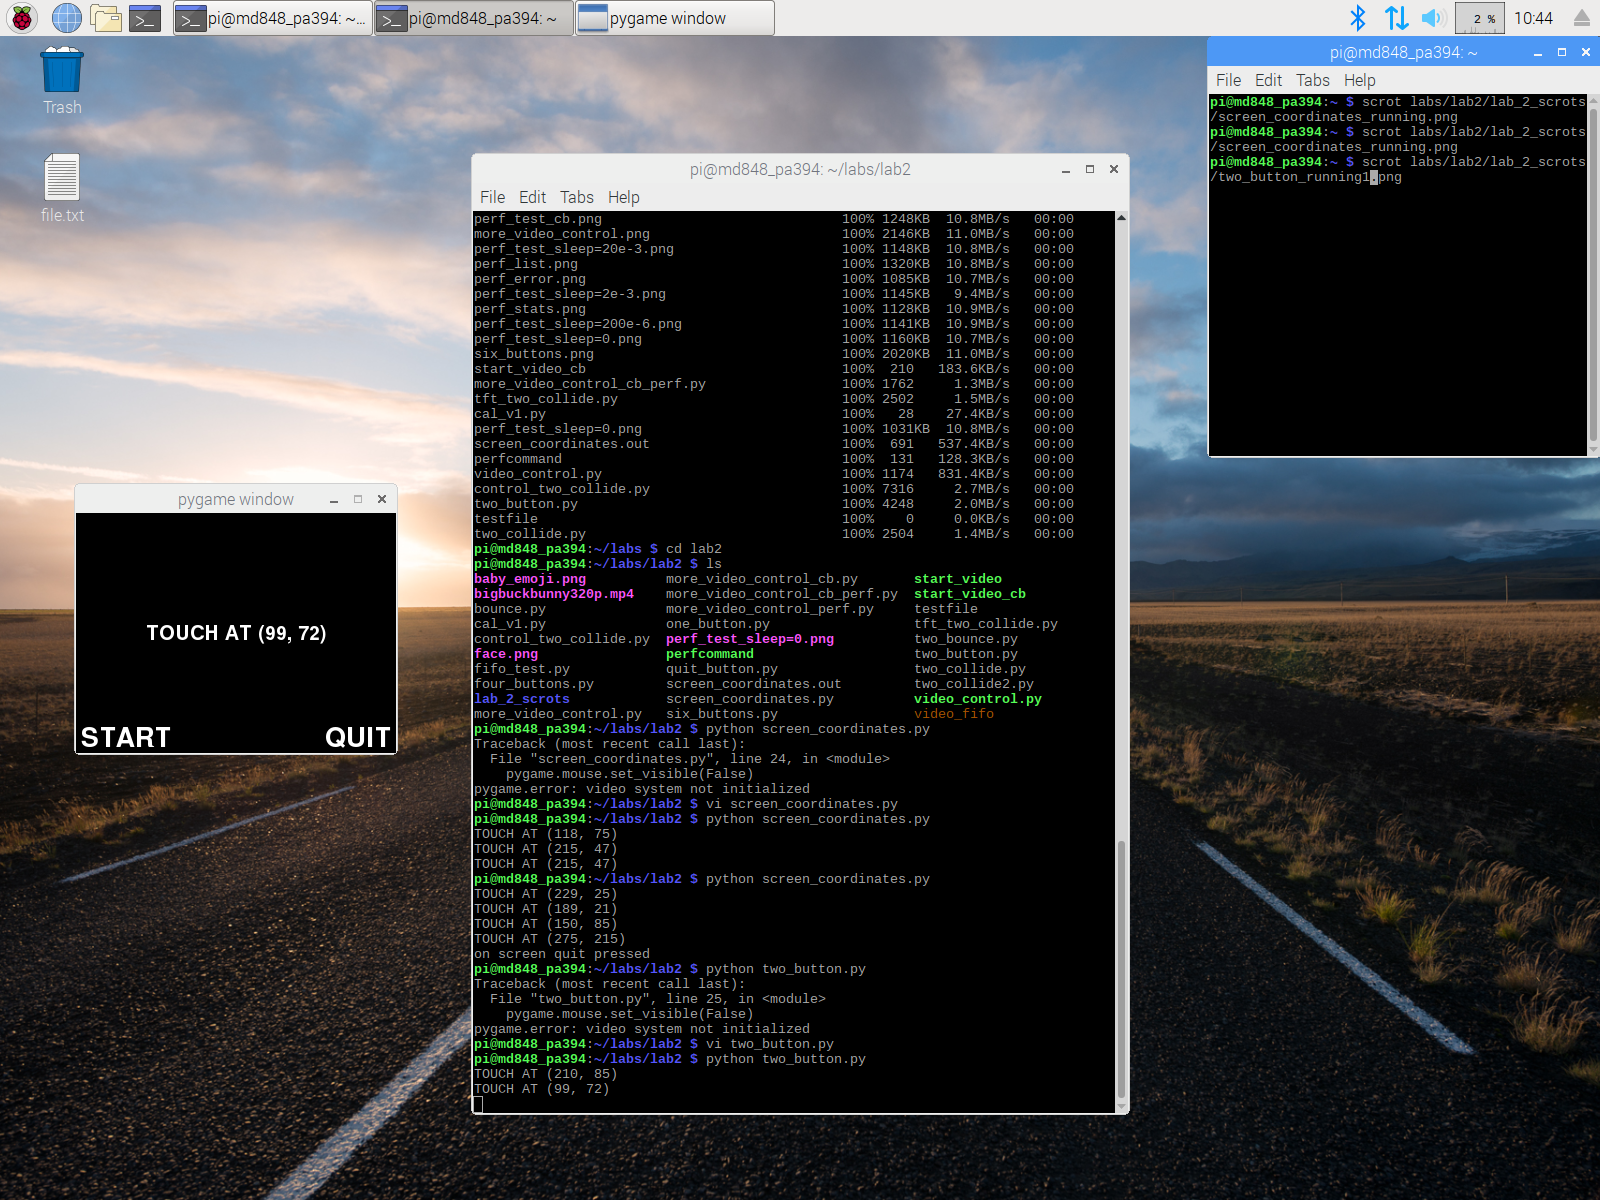 pi@md848_pa394: ~...
pi@md848_pa394: ~
pygame window
2 %
10:44
Trash
file.txt
pi@md848_pa394: ~
File Edit Tabs Help
pi@md848_pa394:~ $ scrot labs/lab2/lab_2_scrots
/screen_coordinates_running.png
pi@md848_pa394:~ $ scrot labs/lab2/lab_2_scrots
/screen_coordinates_running.png
pi@md848_pa394:~ $ scrot labs/lab2/lab_2_scrots
/two_button_running1.png
pi@md848_pa394: ~/labs/lab2
File Edit Tabs Help
perf_test_cb.png 100% 1248KB 10.8MB/s 00:00
more_video_control.png 100% 2146KB 11.0MB/s 00:00
perf_test_sleep=20e-3.png 100% 1148KB 10.8MB/s 00:00
perf_list.png 100% 1320KB 10.8MB/s 00:00
perf_error.png 100% 1085KB 10.7MB/s 00:00
perf_test_sleep=2e-3.png 100% 1145KB 9.4MB/s 00:00
perf_stats.png 100% 1128KB 10.9MB/s 00:00
perf_test_sleep=200e-6.png 100% 1141KB 10.9MB/s 00:00
perf_test_sleep=0.png 100% 1160KB 10.7MB/s 00:00
six_buttons.png 100% 2020KB 11.0MB/s 00:00
start_video_cb 100% 210 183.6KB/s 00:00
more_video_control_cb_perf.py 100% 1762 1.3MB/s 00:00
tft_two_collide.py 100% 2502 1.5MB/s 00:00
cal_v1.py 100% 28 27.4KB/s 00:00
perf_test_sleep=0.png 100% 1031KB 10.8MB/s 00:00
screen_coordinates.out 100% 691 537.4KB/s 00:00
perfcommand 100% 131 128.3KB/s 00:00
video_control.py 100% 1174 831.4KB/s 00:00
control_two_collide.py 100% 7316 2.7MB/s 00:00
two_button.py 100% 4248 2.0MB/s 00:00
testfile 100% 0 0.0KB/s 00:00
two_collide.py 100% 2504 1.4MB/s 00:00
pi@md848_pa394:~/labs $ cd lab2
pi@md848_pa394:~/labs/lab2 $ ls
baby_emoji.png more_video_control_cb.py start_video
bigbuckbunny320p.mp4 more_video_control_cb_perf.py start_video_cb
bounce.py more_video_control_perf.py testfile
cal_v1.py one_button.py tft_two_collide.py
control_two_collide.py perf_test_sleep=0.png two_bounce.py
face.png perfcommand two_button.py
fifo_test.py quit_button.py two_collide.py
four_buttons.py screen_coordinates.out two_collide2.py
lab_2_scrots screen_coordinates.py video_control.py
more_video_control.py six_buttons.py video_fifo
pi@md848_pa394:~/labs/lab2 $ python screen_coordinates.py
Traceback (most recent call last):
File "screen_coordinates.py", line 24, in <module>
pygame.mouse.set_visible(False)
pygame.error: video system not initialized
pi@md848_pa394:~/labs/lab2 $ vi screen_coordinates.py
pi@md848_pa394:~/labs/lab2 $ python screen_coordinates.py
TOUCH AT (118, 75)
TOUCH AT (215, 47)
TOUCH AT (215, 47)
pi@md848_pa394:~/labs/lab2 $ python screen_coordinates.py
TOUCH AT (229, 25)
TOUCH AT (189, 21)
TOUCH AT (150, 85)
TOUCH AT (275, 215)
on screen quit pressed
pi@md848_pa394:~/labs/lab2 $ python two_button.py
Traceback (most recent call last):
File "two_button.py", line 25, in <module>
pygame.mouse.set_visible(False)
pygame.error: video system not initialized
pi@md848_pa394:~/labs/lab2 $ vi two_button.py
pi@md848_pa394:~/labs/lab2 $ python two_button.py
TOUCH AT (210, 85)
TOUCH AT (99, 72)
pygame window
TOUCH AT (99, 72)
START QUIT